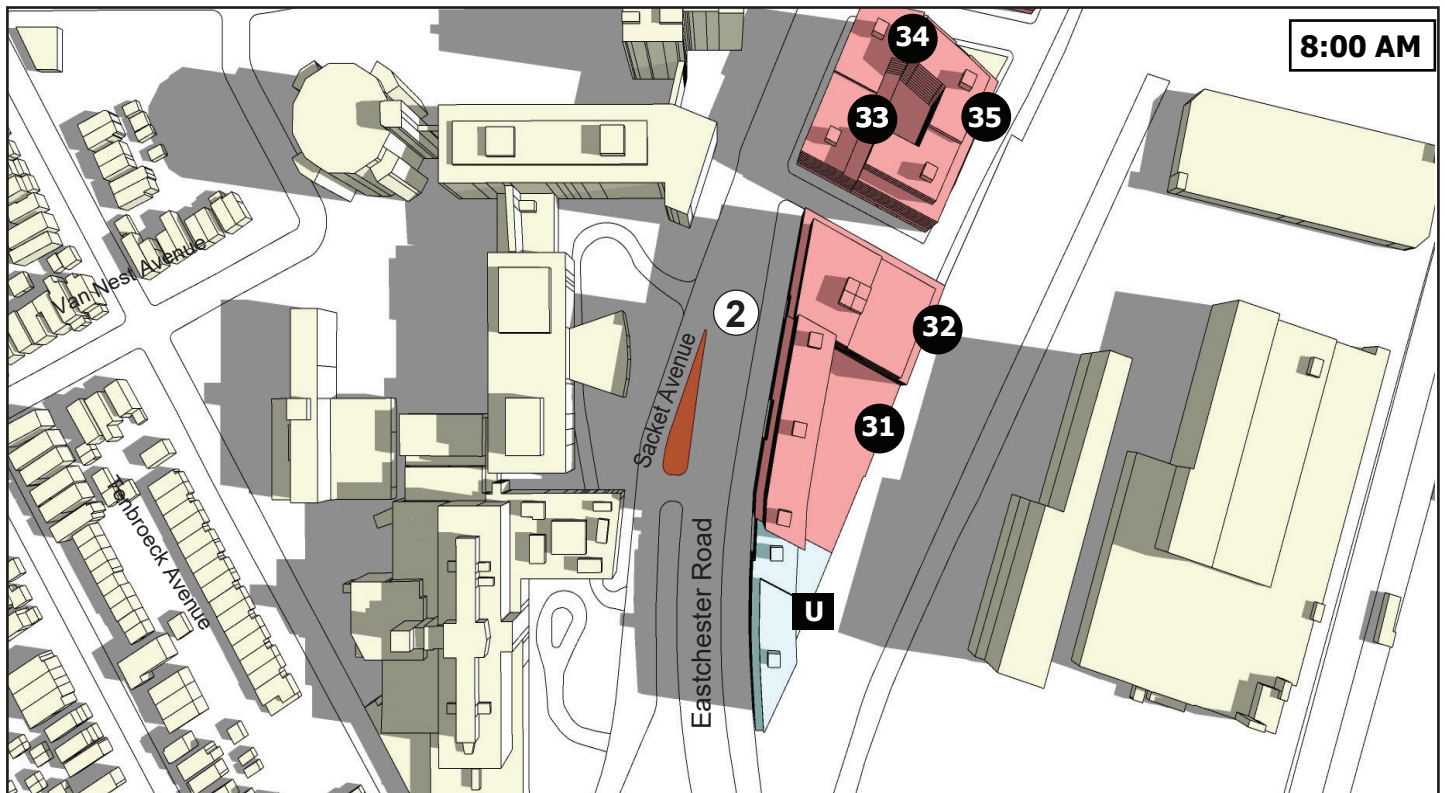 8:00 AM
34
33
35
2
32
31
U
Van Nest Avenue
Sacket Avenue
Tenbroeck Avenue
Eastchester Road